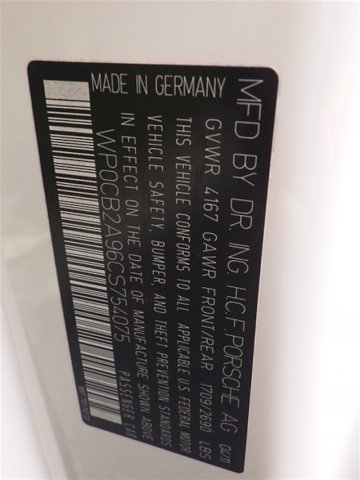 MFD BY DR. ING. H.C.F. PORSCHE AG 04/11
GVWR 4167 GAWR FRONT/REAR 1709/2690 LBS
THIS VEHICLE CONFORMS TO ALL APPLICABLE U.S. FEDERAL MOTOR
VEHICLE SAFETY, BUMPER, AND THEFT PREVENTION STANDARDS
IN EFFECT ON THE DATE OF MANUFACTURE SHOWN ABOVE
WP0CB2A96CS754075 PASSENGER CAR
MADE IN GERMANY